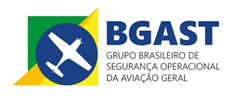 BGAST
GRUPO BRASILEIRO DE
SEGURANÇA OPERACIONAL
DA AVIAÇÃO GERAL